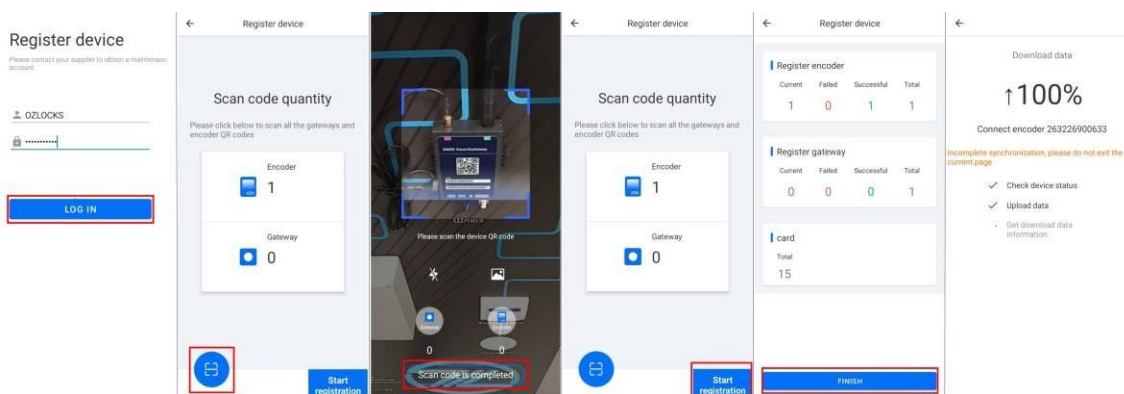 Register device
Please contact your supplier to obtain a maintenanc
account.
OZLOCKS
LOG IN
Register device
Scan code quantity
Please click below to scan all the gateways and
encoder QR codes
Encoder
1
Gateway
0
Start
registration
Please scan the device QR code
Gateway
Encoder
0
0
Scan code is completed
Register device
Scan code quantity
Please click below to scan all the gateways and
encoder QR codes
Encoder
1
Gateway
0
Start
registration
Register device
Register encoder
Current Failed Successful Total
1 0 1 1
Register gateway
Current Failed Successful Total
0 0 0 1
card
Total
15
FINISH
Download data
↑100%
Connect encoder 263226900633
Incomplete synchronization, please do not exit the
current page
Check device status
Upload data
Get download data
information